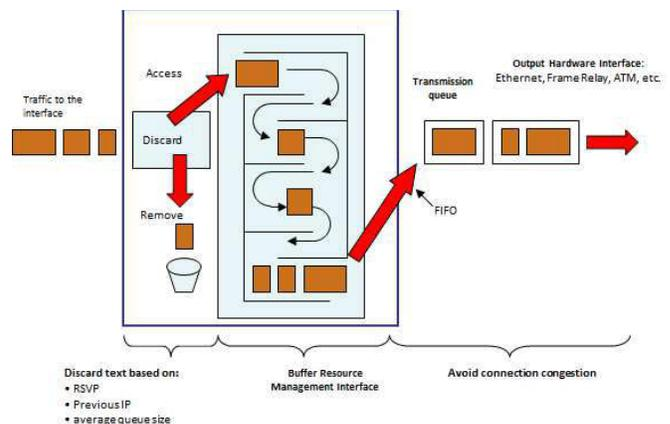 Output Hardware Interface:
Ethernet, Frame Relay, ATM, etc.
Access
Transmission
queue
Traffic to the
interface
Discard
Remove
FIFO
Discard text based on:
• RSVP
• Previous IP
• average queue size
Buffer Resource
Management Interface
Avoid connection congestion